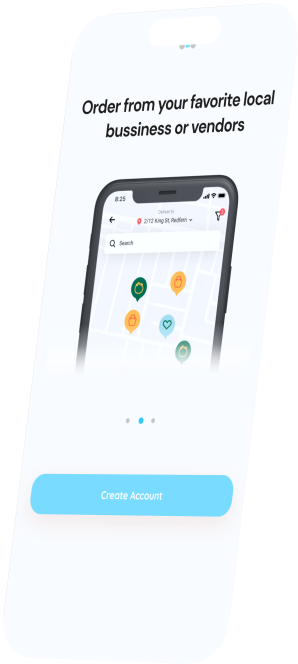 Order from your favorite local
bussiness or vendors
8:25
Deliver to
2/12 King St, Redfern
Search
Create Account